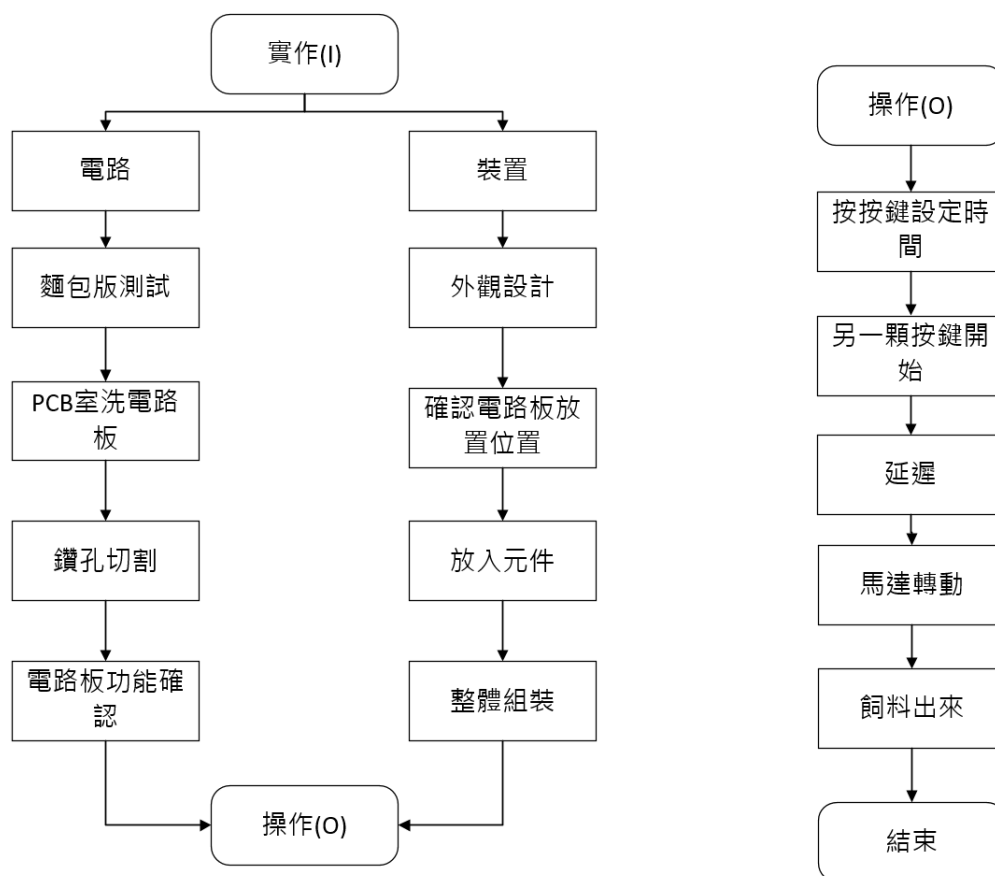 實作(I)
電路
麵包版測試
PCB室洗電路
板
鑽孔切割
電路板功能確
認
裝置
外觀設計
確認電路板放
置位置
放入元件
整體組裝
操作(O)
操作(O)
按按鍵設定時
間
另一顆按鍵開
始
延遲
馬達轉動
飼料出來
結束